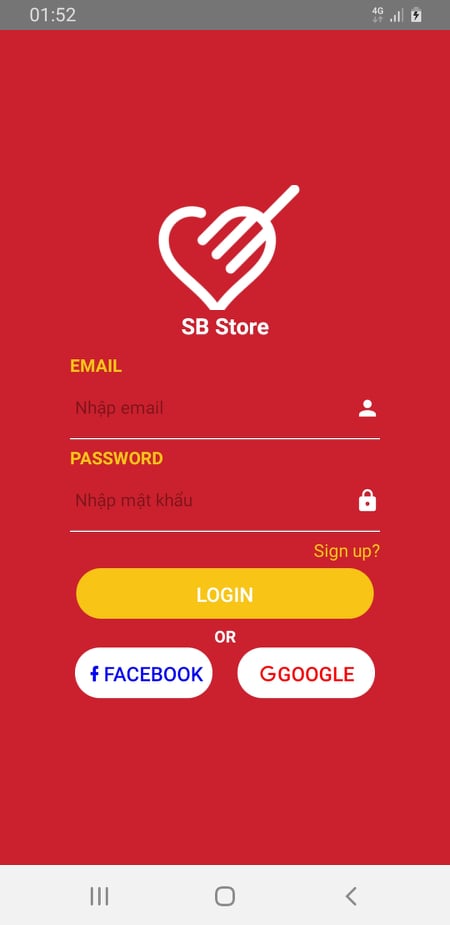 01:52
4G
SB Store
EMAIL
Nhập email
PASSWORD
Nhập mật khẩu
Sign up?
LOGIN
OR
FACEBOOK
GOOGLE